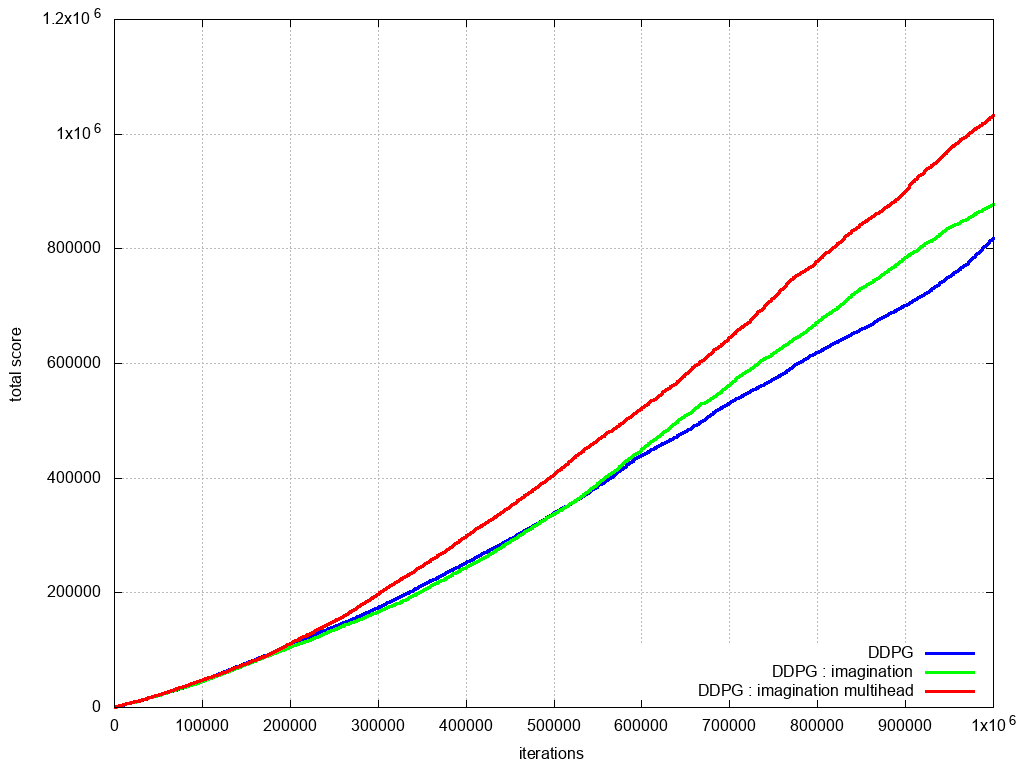 1.2x10^6
1x10^6
800000
600000
400000
200000
0
total score
DDPG
DDPG : imagination
DDPG : imagination multihead
0 100000 200000 300000 400000 500000 600000 700000 800000 900000 1x10^6
iterations